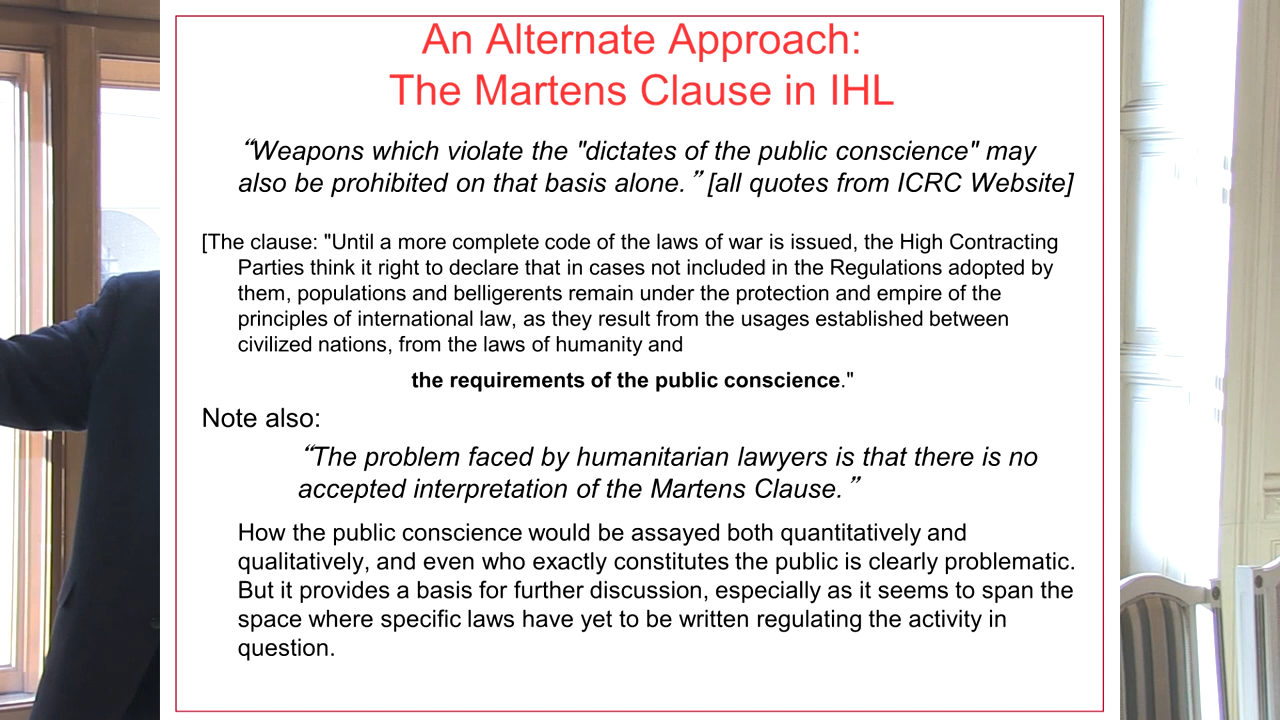 An Alternate Approach:
The Martens Clause in IHL
“Weapons which violate the "dictates of the public conscience" may
also be prohibited on that basis alone.” [all quotes from ICRC Website]
[The clause: "Until a more complete code of the laws of war is issued, the High Contracting
Parties think it right to declare that in cases not included in the Regulations adopted by
them, populations and belligerents remain under the protection and empire of the
principles of international law, as they result from the usages established between
civilized nations, from the laws of humanity and
the requirements of the public conscience."
Note also:
“The problem faced by humanitarian lawyers is that there is no
accepted interpretation of the Martens Clause.”
How the public conscience would be assayed both quantitatively and
qualitatively, and even who exactly constitutes the public is clearly problematic.
But it provides a basis for further discussion, especially as it seems to span the
space where specific laws have yet to be written regulating the activity in
question.